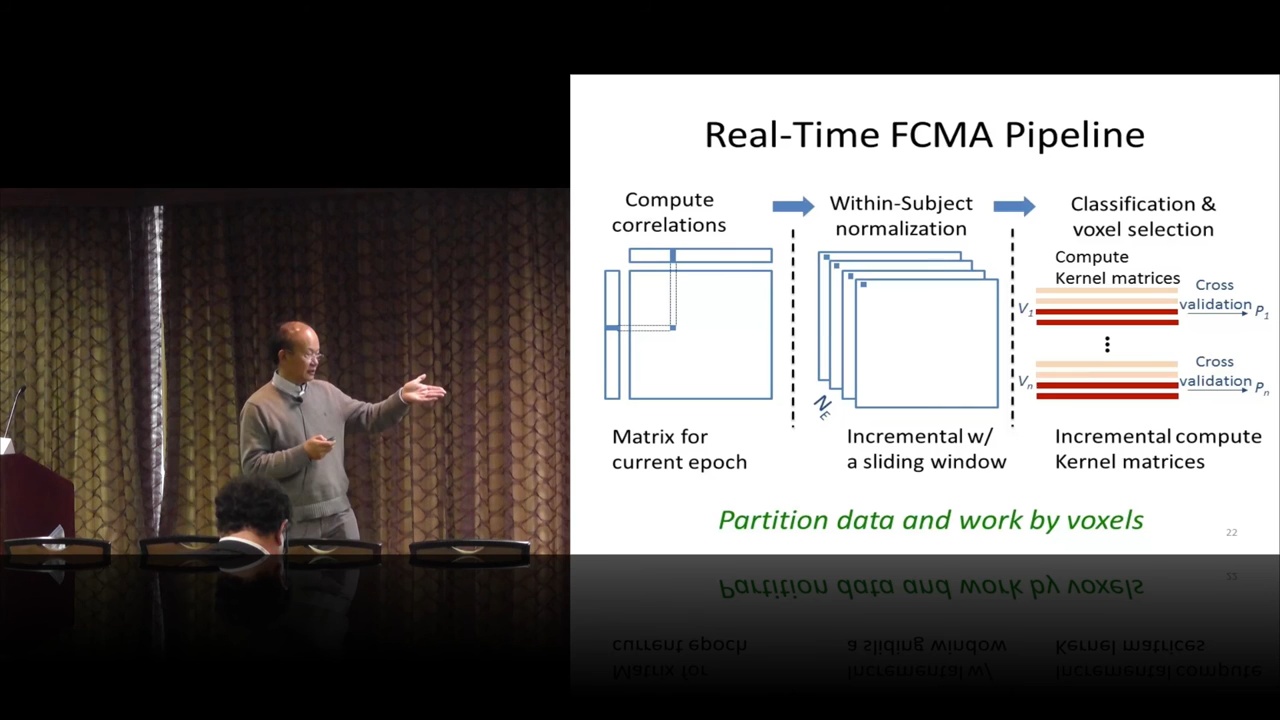 Real-Time FCMA Pipeline
Compute
correlations
Within-Subject
normalization
Classification &
voxel selection
Compute
Kernel matrices
V1
Cross
validation
P1
Vn
Cross
validation
Pn
NE
Matrix for
current epoch
Incremental w/
a sliding window
Incremental compute
Kernel matrices
Partition data and work by voxels
22